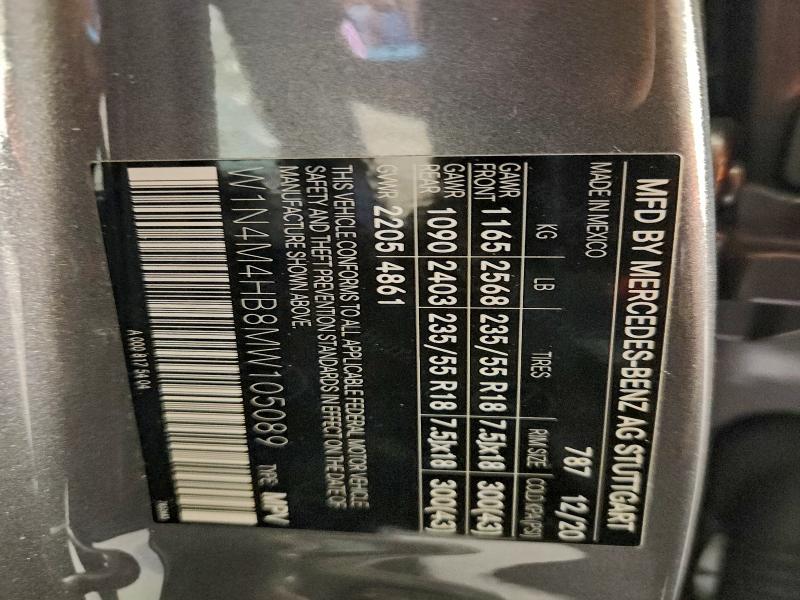 MFD BY MERCEDES-BENZ AG STUTTGART
MADE IN MEXICO 787 12/20
KG LB TIRES RIM SIZE COLD KPA(PSI)
GAWR FRONT 1165 2568 235/55 R18 7.5Jx18 300(43)
GAWR REAR 1090 2403 235/55 R18 7.5Jx18 300(43)
GVWR 2205 4861
THIS VEHICLE CONFORMS TO ALL APPLICABLE FEDERAL MOTOR VEHICLE
SAFETY AND THEFT PREVENTION STANDARDS IN EFFECT ON THE DATE OF
MANUFACTURE SHOWN ABOVE.
W1N4M4HB8MW105089 TYPE: MPV
A 000 817 54 04